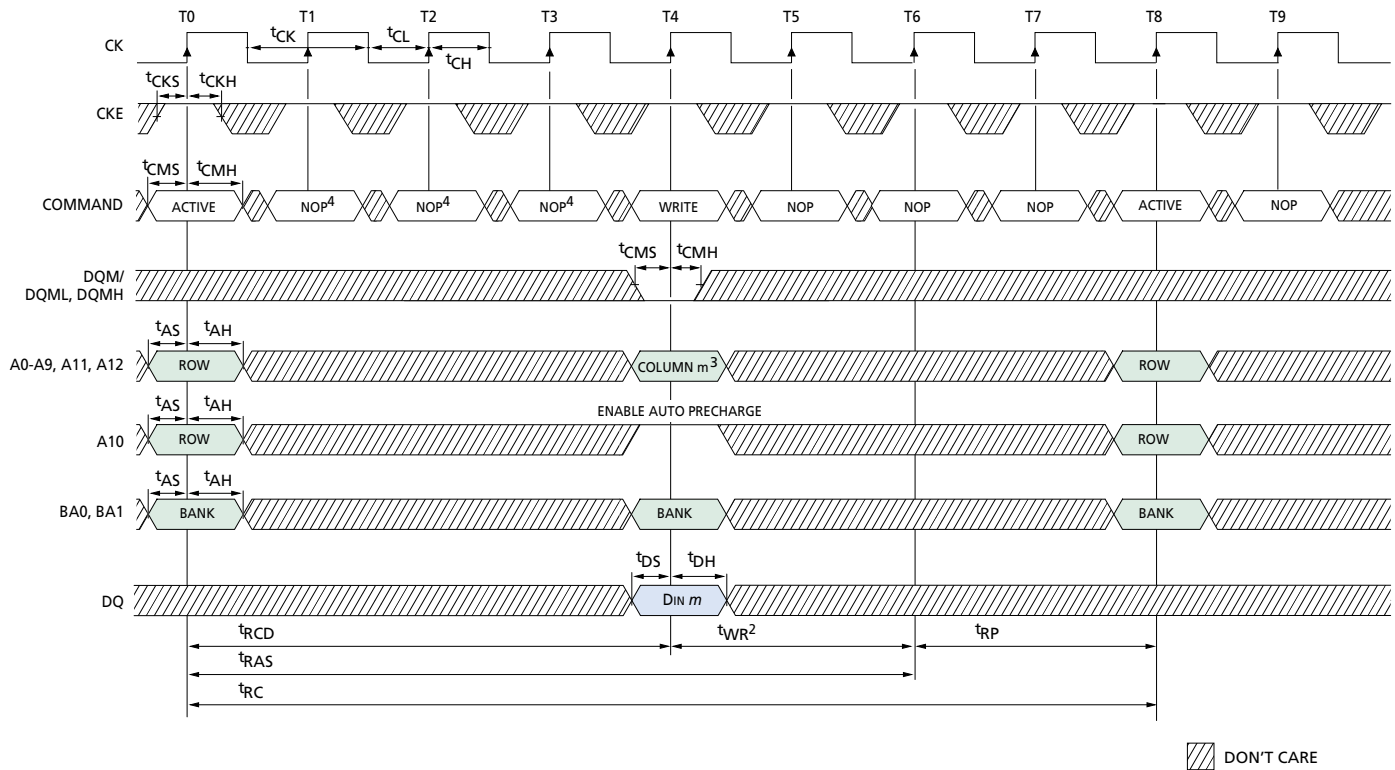 T0 T1 T2 T3 T4 T5 T6 T7 T8 T9
CK
tCK tCL
tCH
tCKS tCKH
CKE
tCMS tCMH
COMMAND ACTIVE NOP4 NOP4 NOP4 WRITE NOP NOP NOP ACTIVE NOP
tCMS tCMH
DQM/
DQML, DQMH
tAS tAH
A0-A9, A11, A12 ROW COLUMN m3 ROW
ENABLE AUTO PRECHARGE
tAS tAH
A10 ROW ROW
tAS tAH
BA0, BA1 BANK BANK BANK
tDS tDH
DQ DIN m
tRCD tWR2 tRP
tRAS
tRC
DON'T CARE